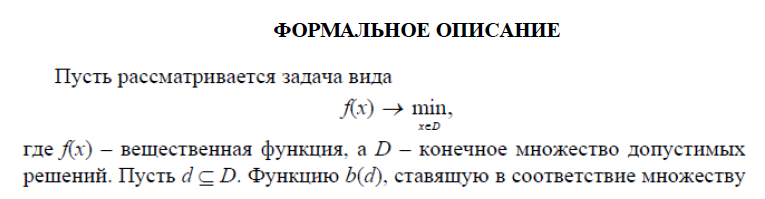 ФОРМАЛЬНОЕ ОПИСАНИЕ
Пусть рассматривается задача вида
f(x) → min,
x∈D
где f(x) – вещественная функция, а D – конечное множество допустимых
решений. Пусть d ⊆ D. Функцию b(d), ставящую в соответствие множеству